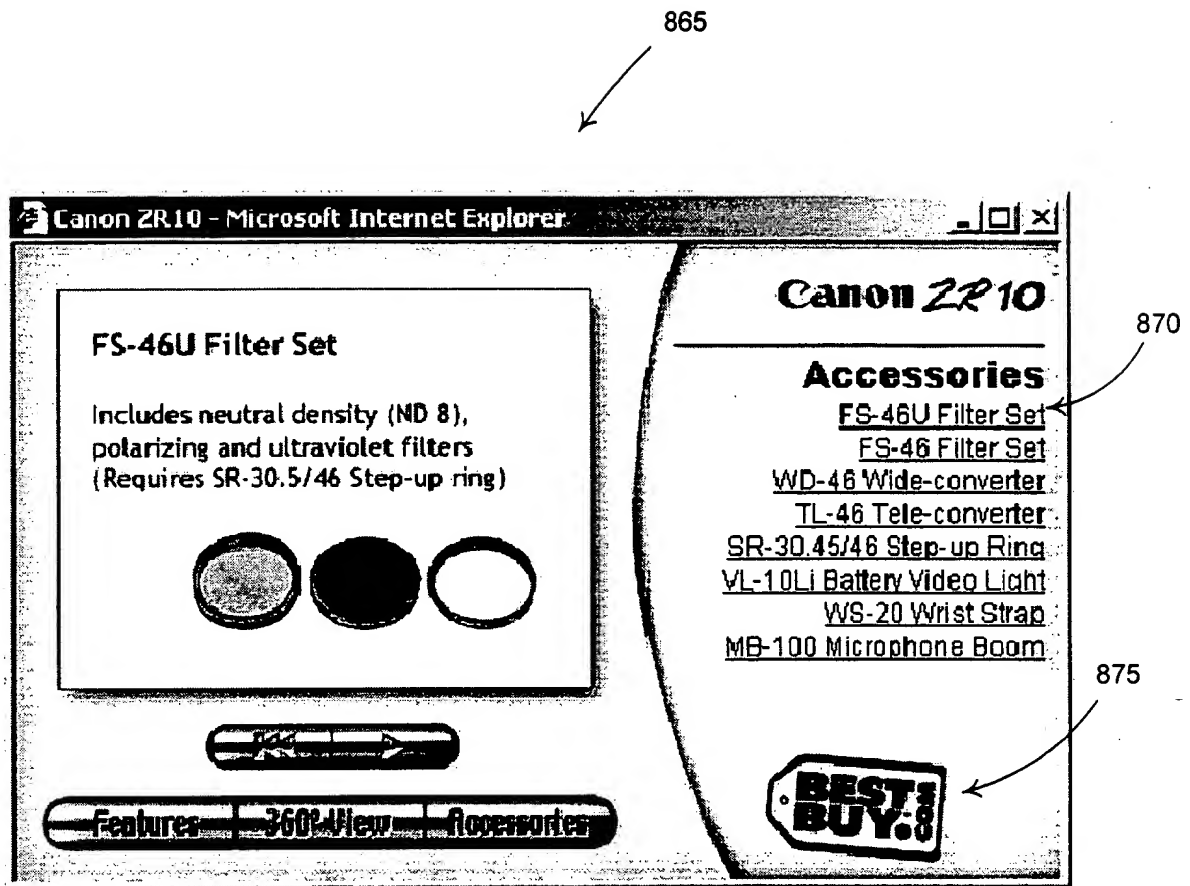 865
Canon ZR10 - Microsoft Internet Explorer
Canon ZR10
870
FS-46U Filter Set
Includes neutral density (ND 8),
polarizing and ultraviolet filters
(Requires SR-30.5/46 Step-up ring)
Accessories
FS-46U Filter Set
FS-46 Filter Set
WD-46 Wide-converter
TL-46 Tele-converter
SR-30.45/46 Step-up Ring
VL-10Li Battery Video Light
WS-20 Wrist Strap
MB-100 Microphone Boom
875
BEST
BUY.COM
Features 360° View Accessories